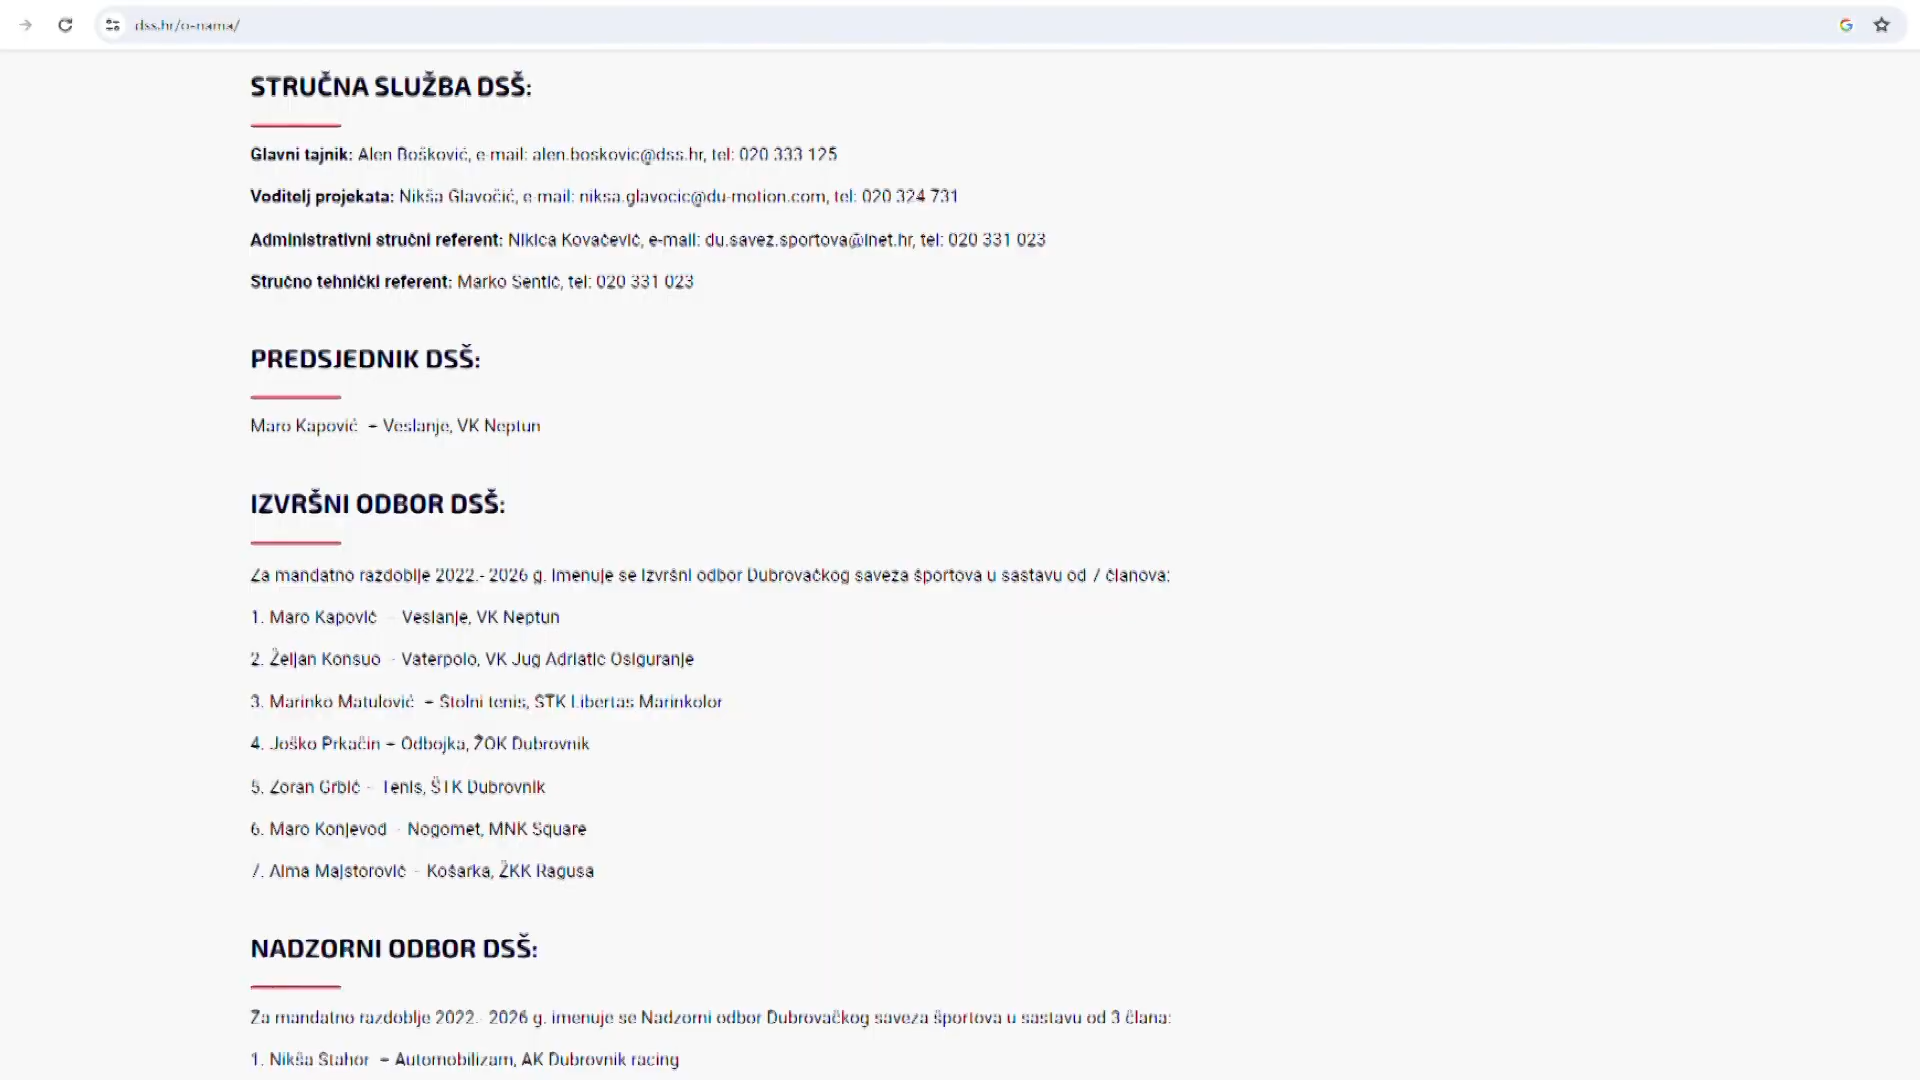 dss.hr/o-nama/
STRUČNA SLUŽBA DSŠ:
Glavni tajnik: Alen Bošković, e-mail: alen.boskovic@dss.hr, tel: 020 333 125
Voditelj projekata: Nikša Glavočić, e-mail: niksa.glavocic@du-motion.com, tel: 020 324 731
Administrativni stručni referent: Nikica Kovačević, e-mail: du.savez.sportova@inet.hr, tel: 020 331 023
Stručno tehnički referent: Marko Sentić, tel: 020 331 023
PREDSJEDNIK DSŠ:
Maro Kapović – Veslanje, VK Neptun
IZVRŠNI ODBOR DSŠ:
Za mandatno razdoblje 2022.- 2026 g. imenuje se Izvršni odbor Dubrovačkog saveza športova u sastavu od 7 članova:
1. Maro Kapović – Veslanje, VK Neptun
2. Željan Konsuo – Vaterpolo, VK Jug Adriatic Osiguranje
3. Marinko Matulović – Stolni tenis, STK Libertas Marinkolor
4. Joško Prkačin – Odbojka, ŽOK Dubrovnik
5. Zoran Grbić – Tenis, ŠTK Dubrovnik
6. Maro Konjevod – Nogomet, MNK Square
7. Alma Majstorović – Košarka, ŽKK Ragusa
NADZORNI ODBOR DSŠ:
Za mandatno razdoblje 2022.- 2026 g. imenuje se Nadzorni odbor Dubrovačkog saveza športova u sastavu od 3 člana:
1. Nikša Stahor – Automobilizam, AK Dubrovnik racing